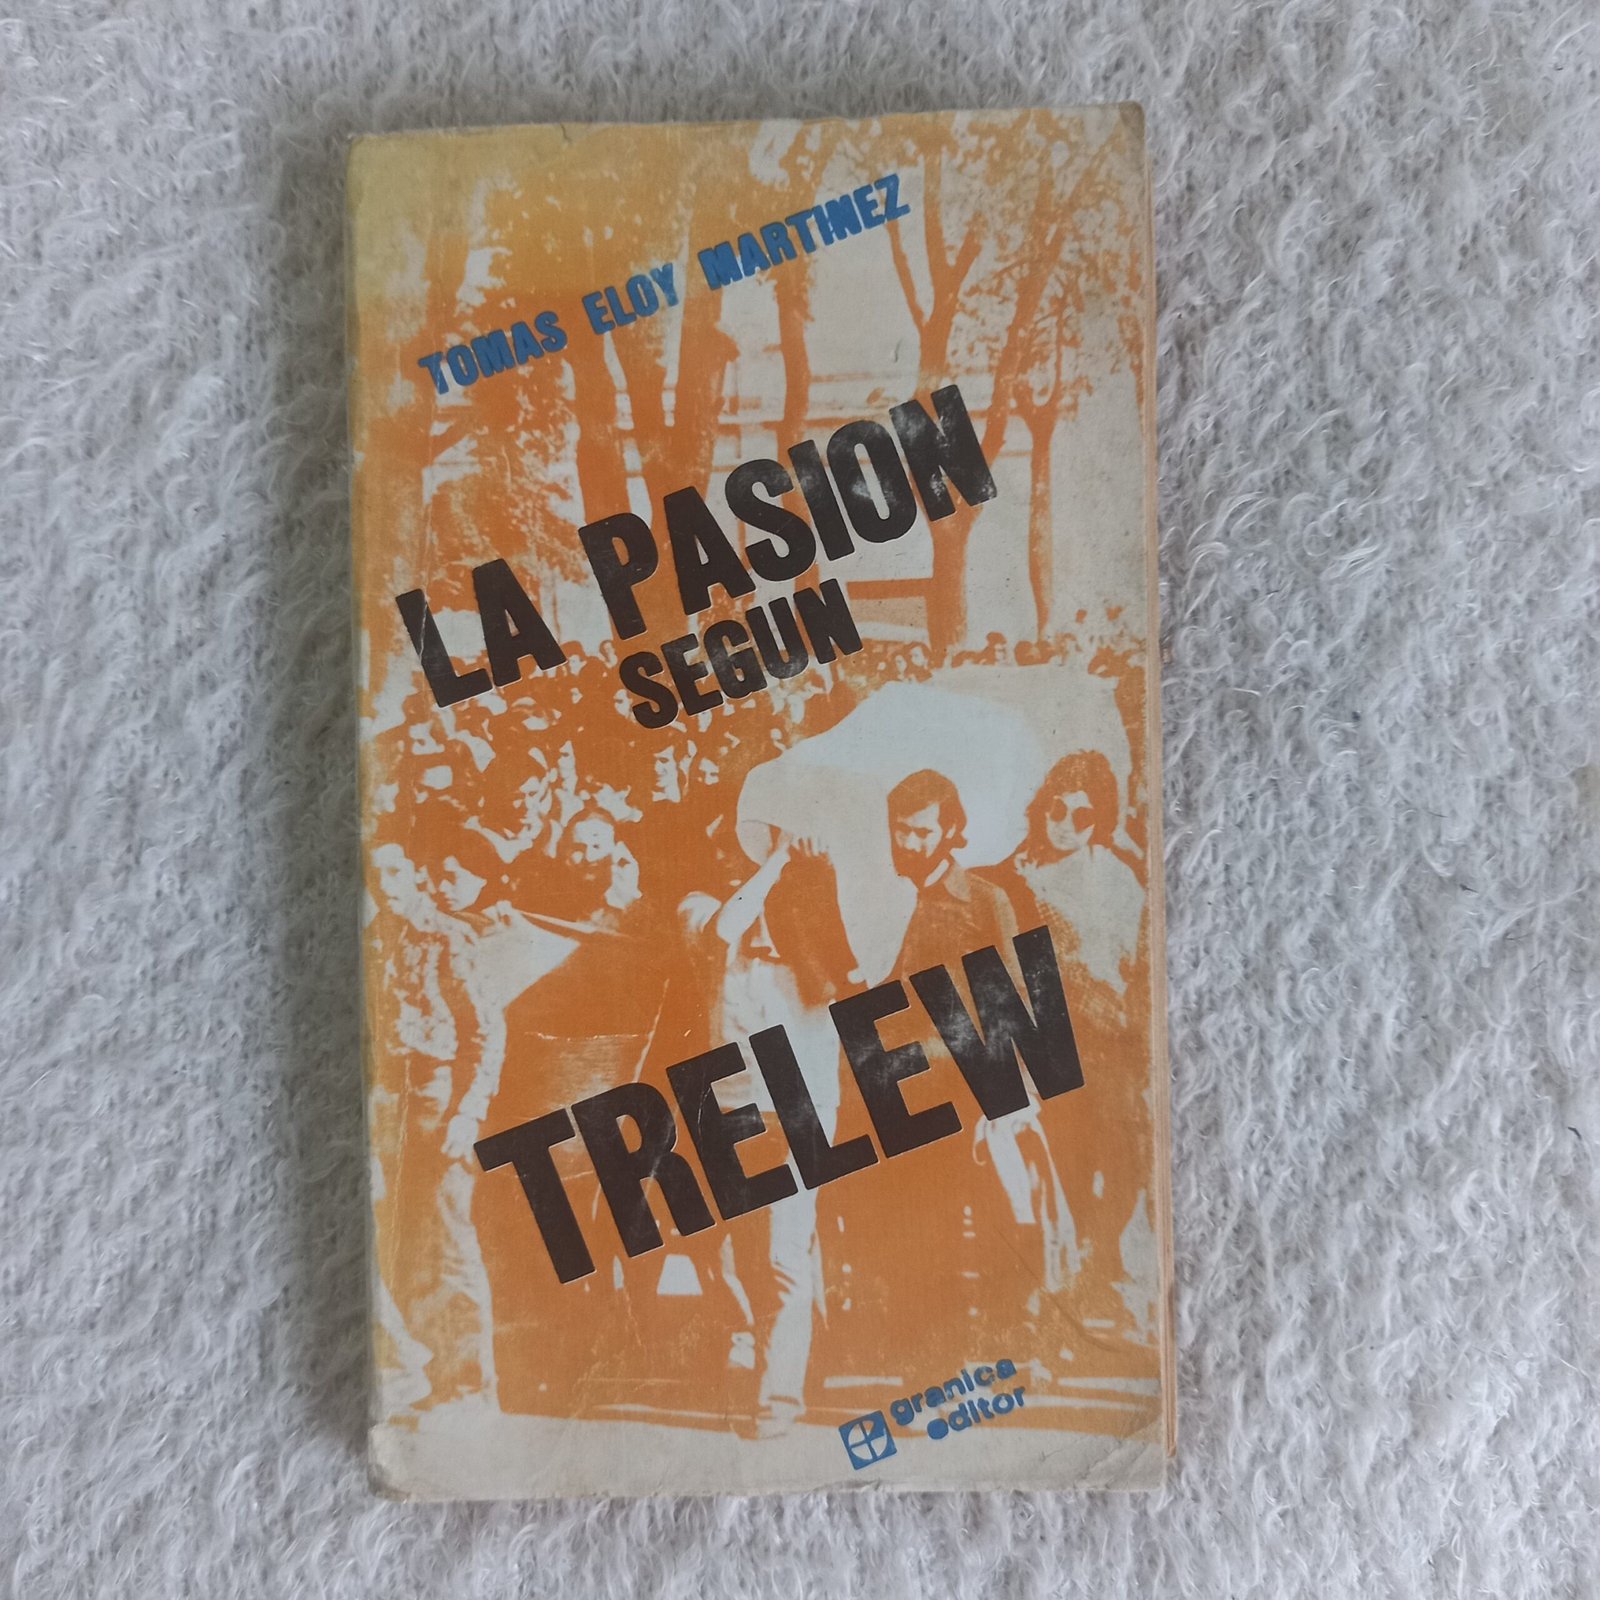 TOMAS ELOY MARTINEZ
LA PASION
SEGUN
TRELEW
granica
editor